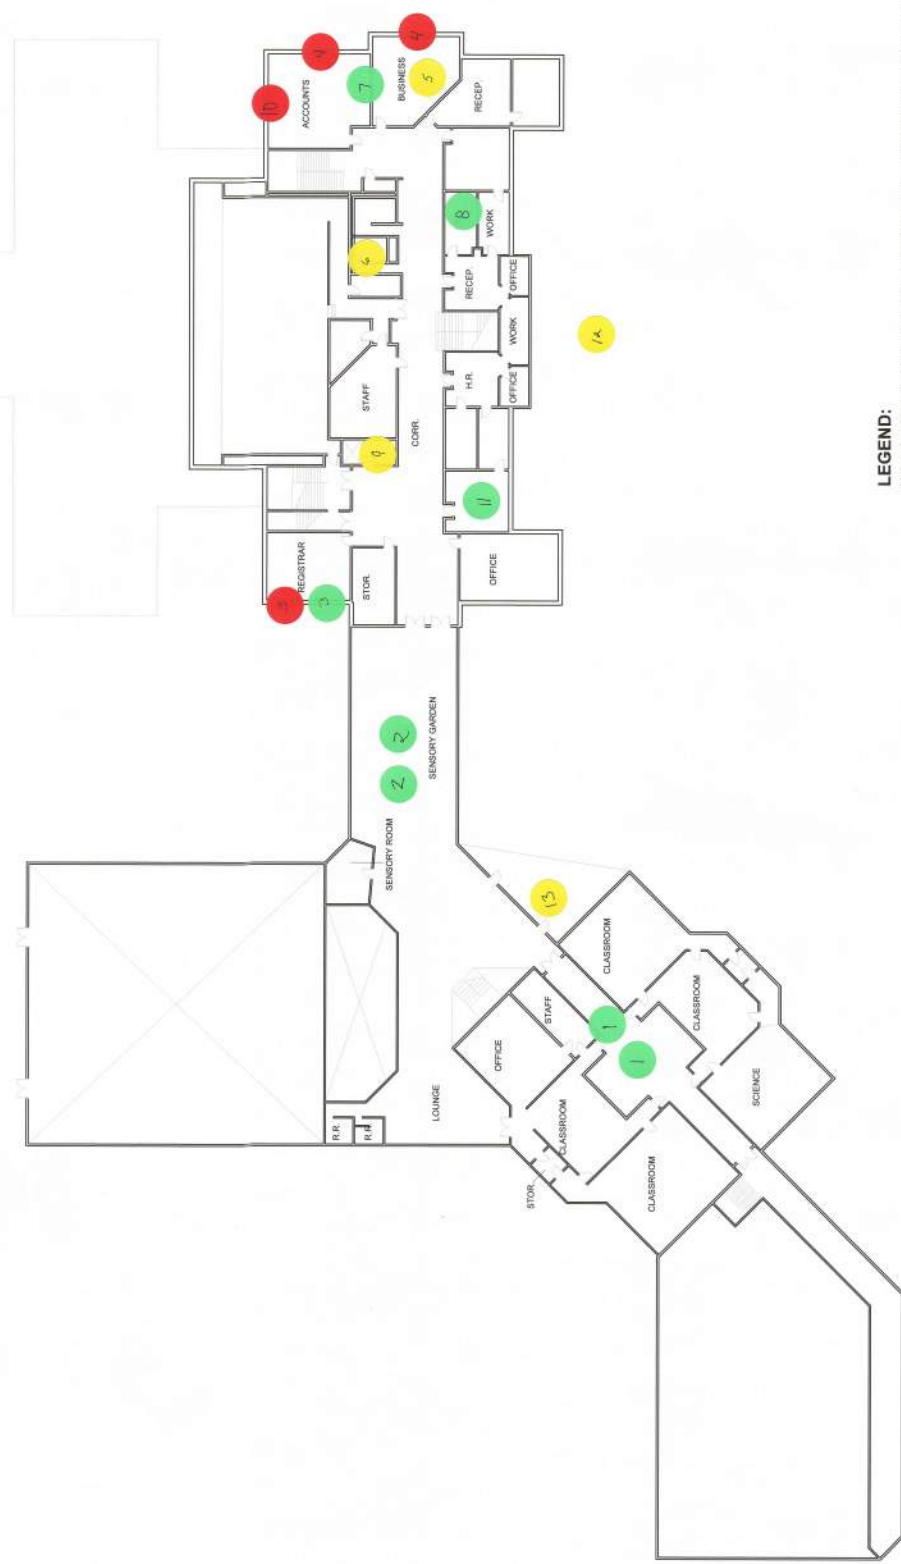 ACCOUNTS
10
4
4
BUSINESS
7
5
RECEP.
8
WORK
6
RECEP.
OFFICE
WORK
12
STAFF
H.R.
OFFICE
CORR.
9
11
REGISTRAR
3
3
STOR.
OFFICE
SENSORY GARDEN
2
2
SENSORY ROOM
13
CLASSROOM
STAFF
CLASSROOM
1
1
OFFICE
LOUNGE
SCIENCE
R.R.
R.R.
CLASSROOM
STOR.
CLASSROOM
LEGEND: